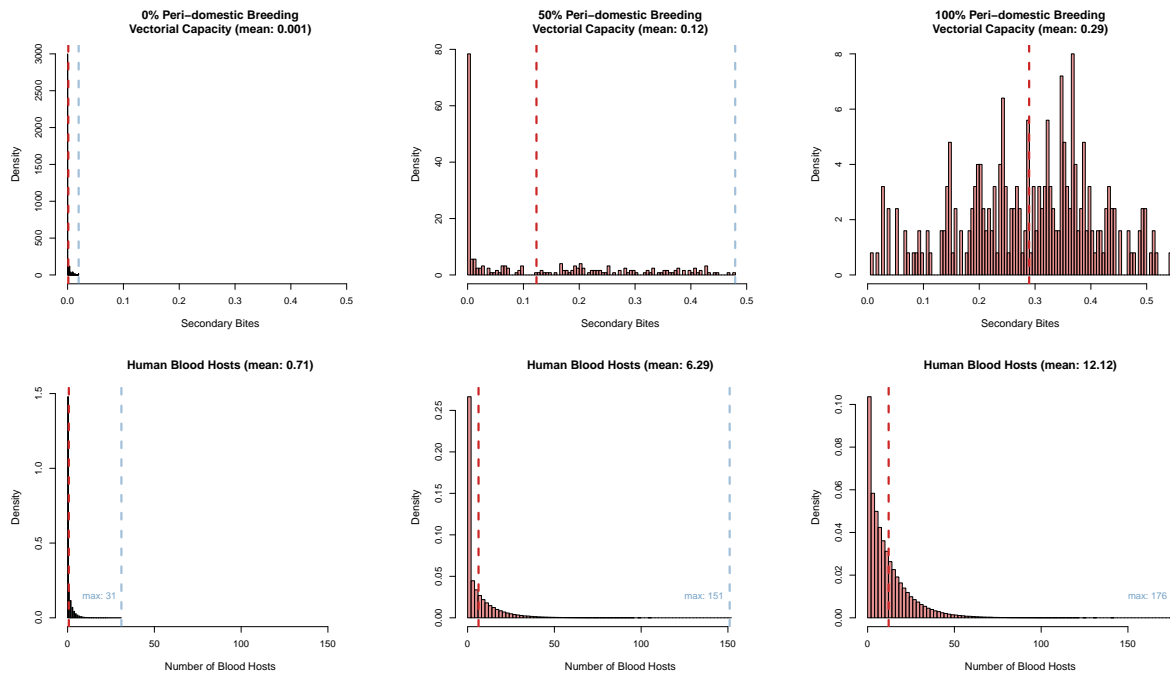 0% Peri−domestic Breeding
Vectorial Capacity (mean: 0.001)
Density
0
500
1000
1500
2000
2500
3000
0.0
0.1
0.2
0.3
0.4
0.5
Secondary Bites
50% Peri−domestic Breeding
Vectorial Capacity (mean: 0.12)
Density
0
20
40
60
80
0.0
0.1
0.2
0.3
0.4
0.5
Secondary Bites
100% Peri−domestic Breeding
Vectorial Capacity (mean: 0.29)
Density
0
2
4
6
8
0.0
0.1
0.2
0.3
0.4
0.5
Secondary Bites
Human Blood Hosts (mean: 0.71)
Density
0.0
0.5
1.0
1.5
max: 31
0
50
100
150
Number of Blood Hosts
Human Blood Hosts (mean: 6.29)
Density
0.00
0.05
0.10
0.15
0.20
0.25
max: 151
0
50
100
150
Number of Blood Hosts
Human Blood Hosts (mean: 12.12)
Density
0.00
0.02
0.04
0.06
0.08
0.10
max: 176
0
50
100
150
Number of Blood Hosts